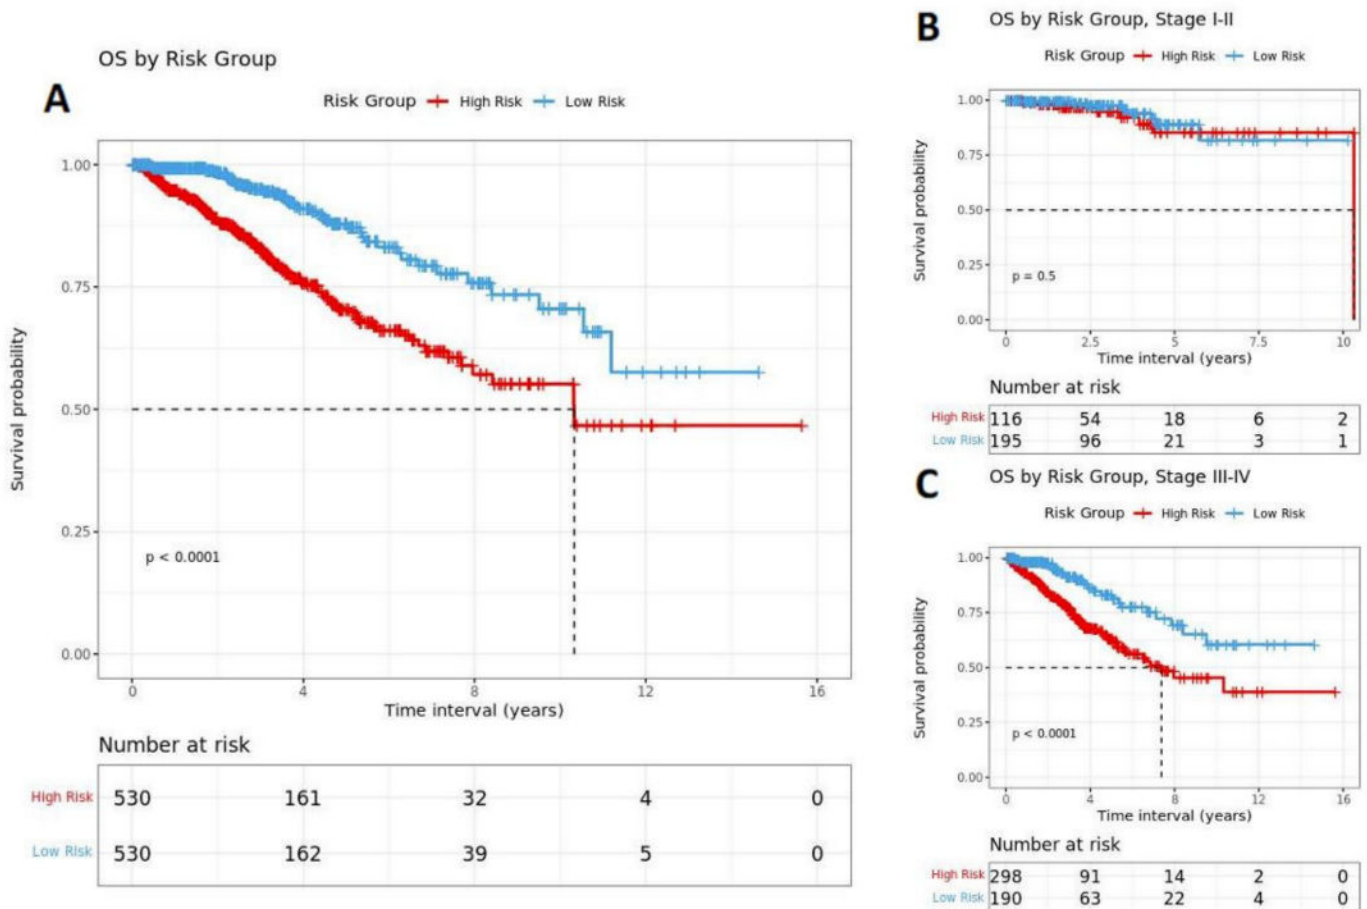 OS by Risk Group
A
Risk Group High Risk Low Risk
Survival probability
1.00
0.75
0.50
0.25
0.00
p < 0.0001
0 4 8 12 16
Time interval (years)
Number at risk
High Risk 530 161 32 4 0
Low Risk 530 162 39 5 0
B
OS by Risk Group, Stage I-II
Risk Group High Risk Low Risk
Survival probability
1.00
0.75
0.50
0.25
0.00
p = 0.5
0 2.5 5 7.5 10
Time interval (years)
Number at risk
High Risk 116 54 18 6 2
Low Risk 195 96 21 3 1
C
OS by Risk Group, Stage III-IV
Risk Group High Risk Low Risk
Survival probability
1.00
0.75
0.50
0.25
0.00
p < 0.0001
0 4 8 12 16
Time interval (years)
Number at risk
High Risk 298 91 14 2 0
Low Risk 190 63 22 4 0